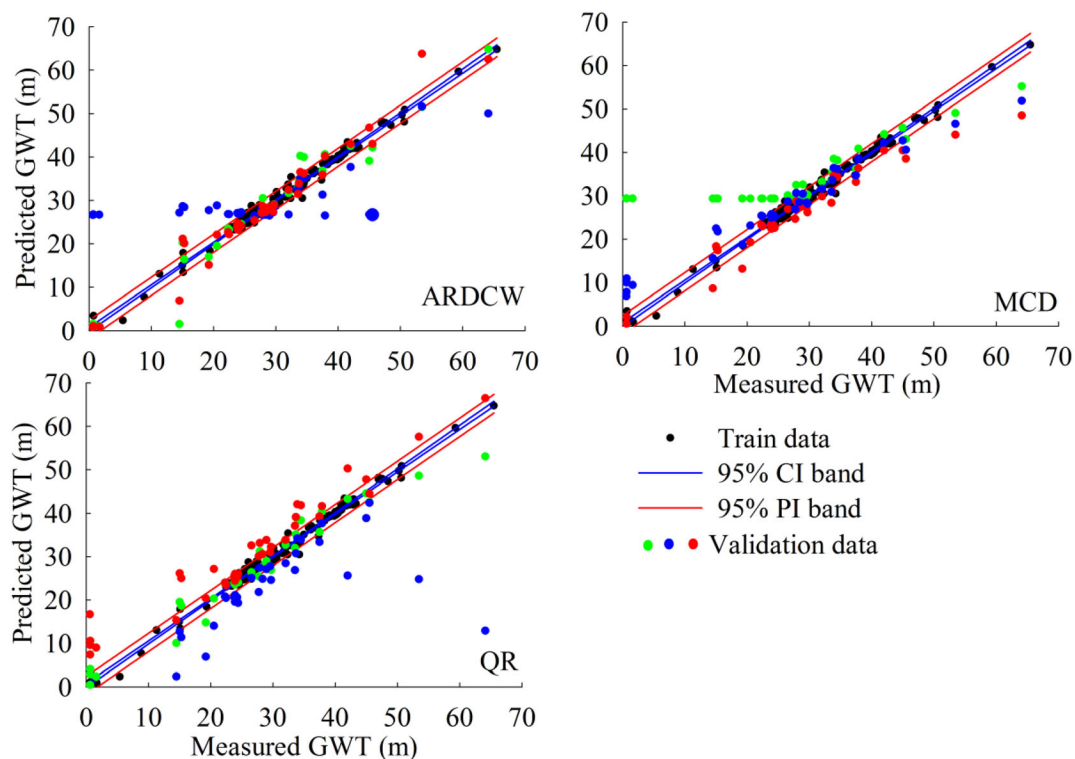 70
60
50
40
30
20
10
0
Predicted GWT (m)
ARDCW
0 10 20 30 40 50 60 70
70
60
50
40
30
20
10
0
Predicted GWT (m)
MCD
0 10 20 30 40 50 60 70
Measured GWT (m)
70
60
50
40
30
20
10
0
Predicted GWT (m)
QR
0 10 20 30 40 50 60 70
Measured GWT (m)
Train data
95% CI band
95% PI band
Validation data